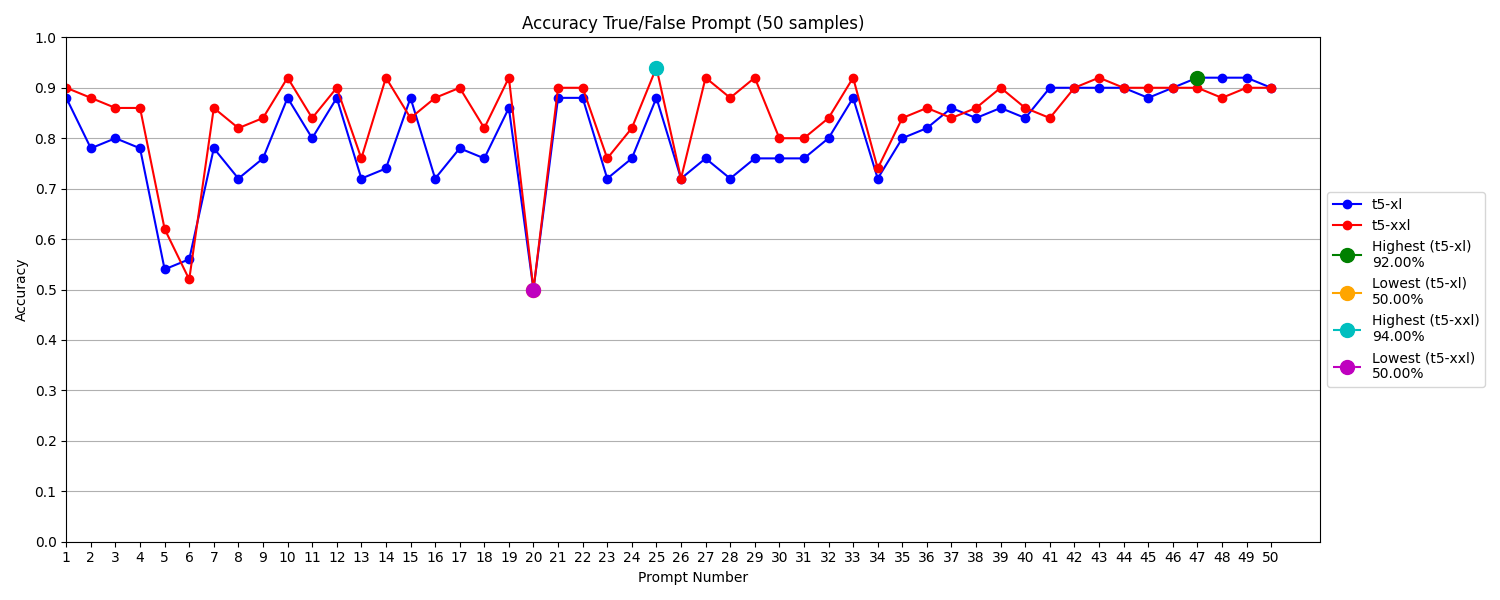 Accuracy True/False Prompt (50 samples)
1.0
0.9
0.8
0.7
0.6
0.5
0.4
0.3
0.2
0.1
0.0
Accuracy
1 2 3 4 5 6 7 8 9 10 11 12 13 14 15 16 17 18 19 20 21 22 23 24 25 26 27 28 29 30 31 32 33 34 35 36 37 38 39 40 41 42 43 44 45 46 47 48 49 50
Prompt Number
t5-xl
t5-xxl
Highest (t5-xl)
92.00%
Lowest (t5-xl)
50.00%
Highest (t5-xxl)
94.00%
Lowest (t5-xxl)
50.00%